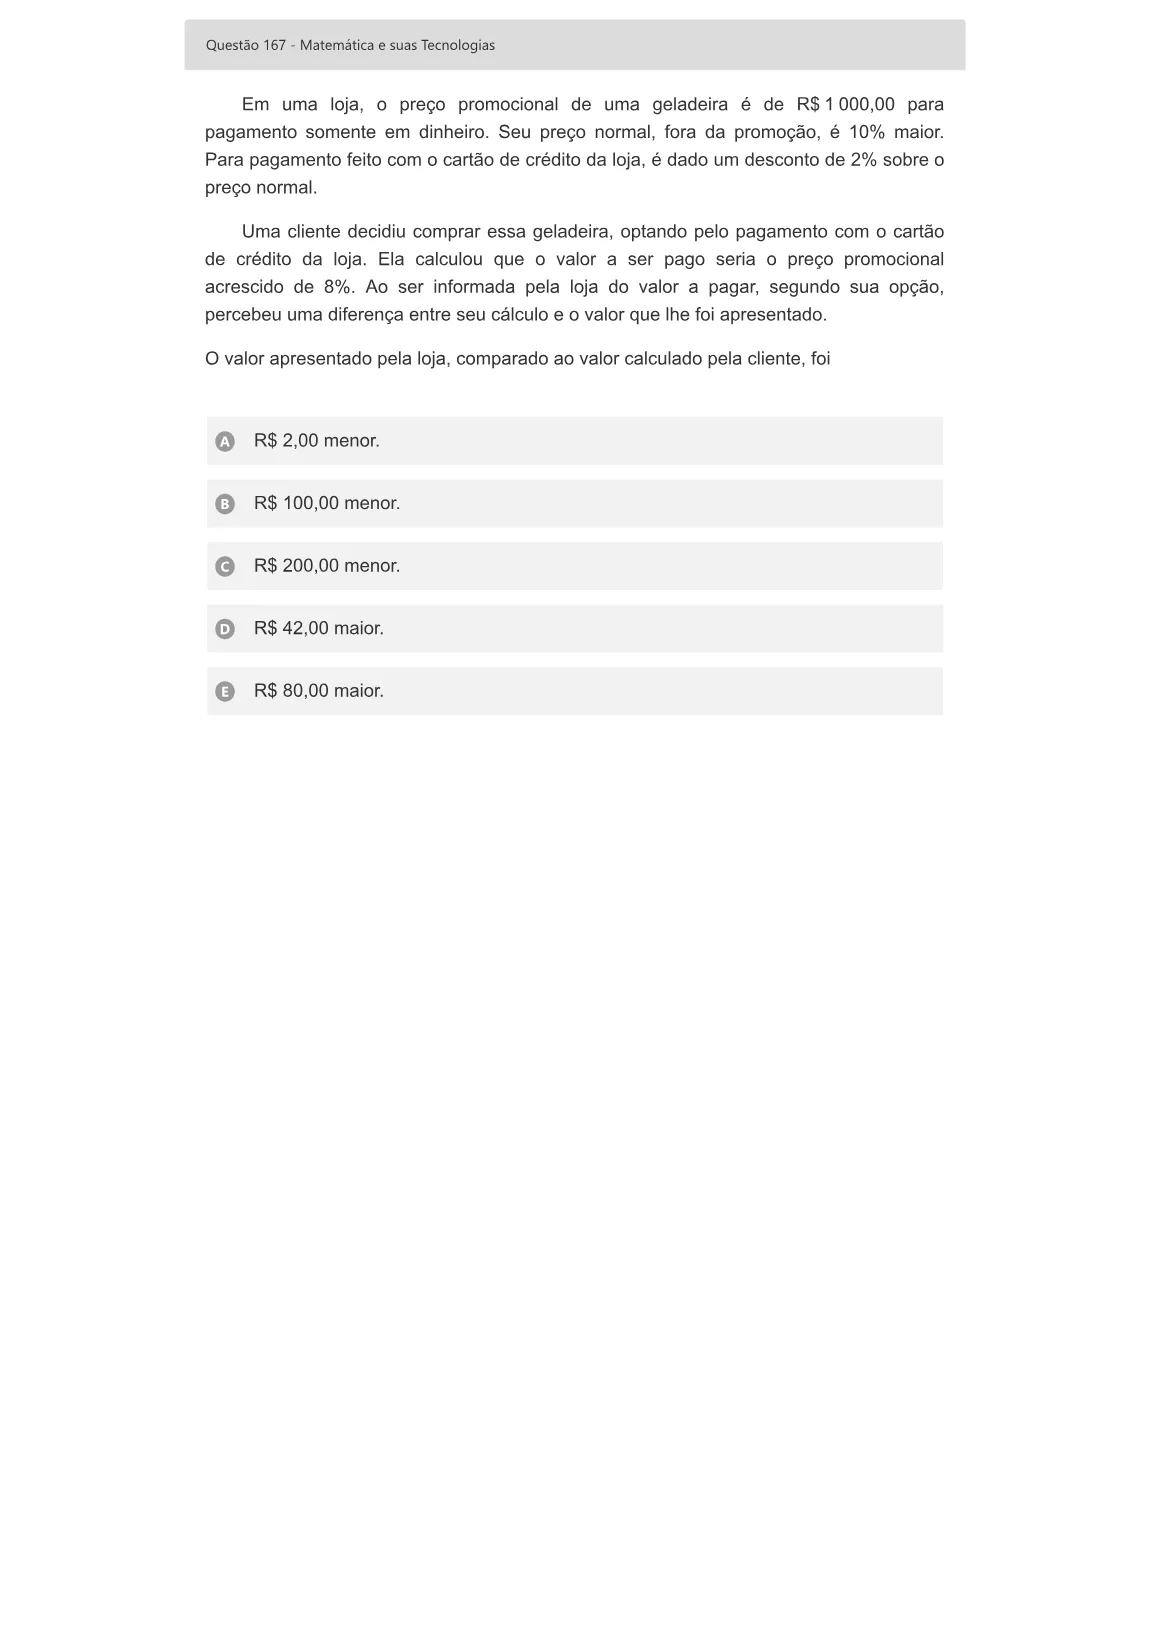 Questão 167 - Matemática e suas Tecnologias
Em uma loja, o preço promocional de uma geladeira é de R$ 1 000,00 para
pagamento somente em dinheiro. Seu preço normal, fora da promoção, é 10% maior.
Para pagamento feito com o cartão de crédito da loja, é dado um desconto de 2% sobre o
preço normal.
Uma cliente decidiu comprar essa geladeira, optando pelo pagamento com o cartão
de crédito da loja. Ela calculou que o valor a ser pago seria o preço promocional
acrescido de 8%. Ao ser informada pela loja do valor a pagar, segundo sua opção,
percebeu uma diferença entre seu cálculo e o valor que lhe foi apresentado.
O valor apresentado pela loja, comparado ao valor calculado pela cliente, foi
A R$ 2,00 menor.
B R$ 100,00 menor.
C R$ 200,00 menor.
D R$ 42,00 maior.
E R$ 80,00 maior.